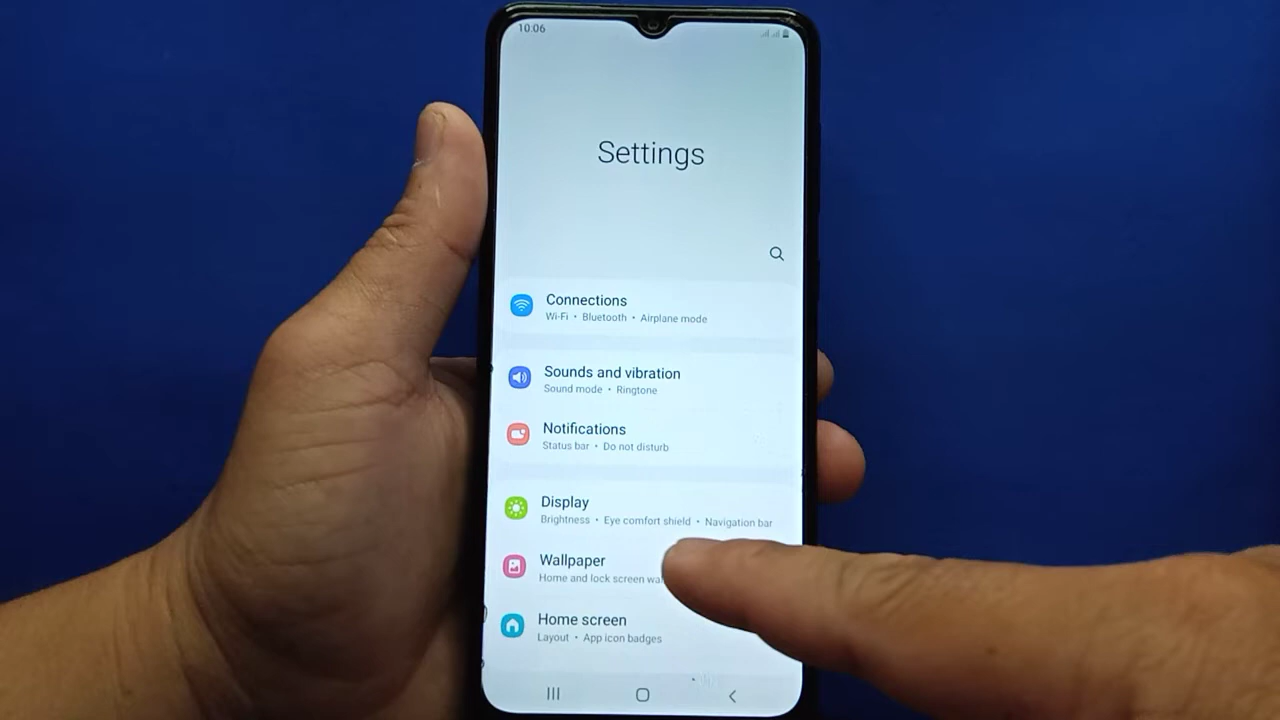 10:06
Settings
Connections
Wi-Fi • Bluetooth • Airplane mode
Sounds and vibration
Sound mode • Ringtone
Notifications
Status bar • Do not disturb
Display
Brightness • Eye comfort shield • Navigation bar
Wallpaper
Home and lock screen
Home screen
Layout • App icon badges